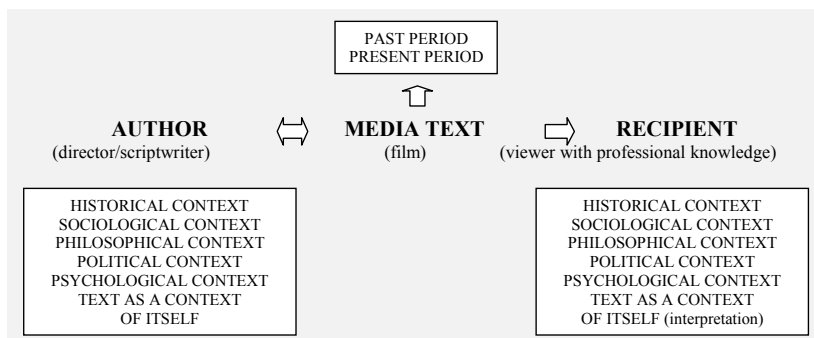 PAST PERIOD
PRESENT PERIOD
AUTHOR
(director/scriptwriter)
MEDIA TEXT
(film)
RECIPIENT
(viewer with professional knowledge)
HISTORICAL CONTEXT
SOCIOLOGICAL CONTEXT
PHILOSOPHICAL CONTEXT
POLITICAL CONTEXT
PSYCHOLOGICAL CONTEXT
TEXT AS A CONTEXT
OF ITSELF
HISTORICAL CONTEXT
SOCIOLOGICAL CONTEXT
PHILOSOPHICAL CONTEXT
POLITICAL CONTEXT
PSYCHOLOGICAL CONTEXT
TEXT AS A CONTEXT
OF ITSELF (interpretation)